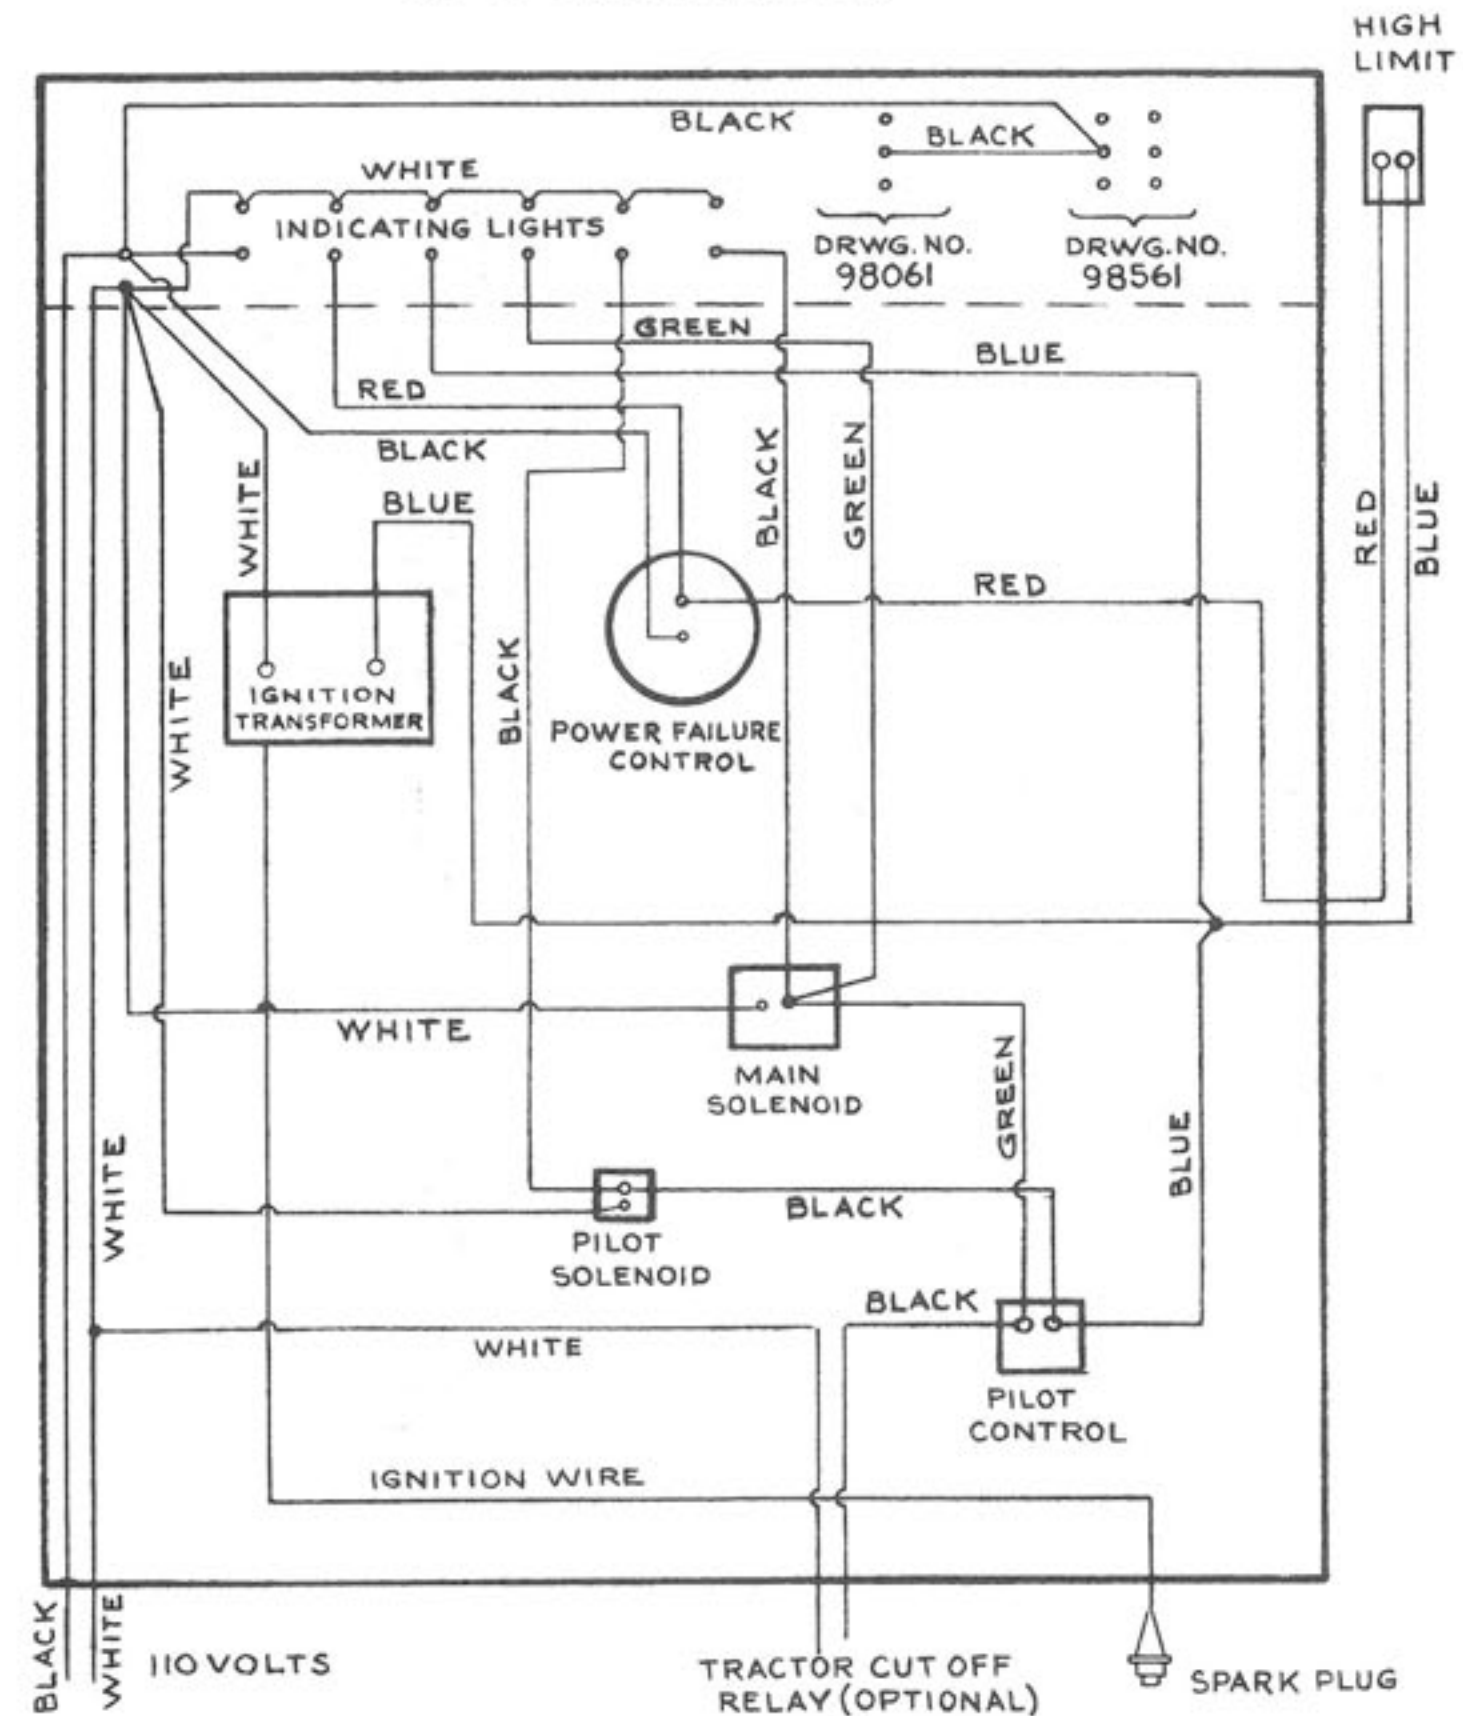 HIGH
LIMIT
BLACK
BLACK
WHITE
INDICATING LIGHTS
DRWG. NO.
98061
DRWG. NO.
98561
GREEN
BLUE
RED
BLACK
BLUE
WHITE
BLACK
GREEN
RED
BLUE
RED
WHITE
IGNITION
TRANSFORMER
BLACK
POWER FAILURE
CONTROL
WHITE
MAIN
SOLENOID
GREEN
BLUE
WHITE
BLACK
PILOT
SOLENOID
BLACK
WHITE
PILOT
CONTROL
IGNITION WIRE
BLACK
WHITE
110 VOLTS
TRACTOR CUT OFF
RELAY (OPTIONAL)
SPARK PLUG